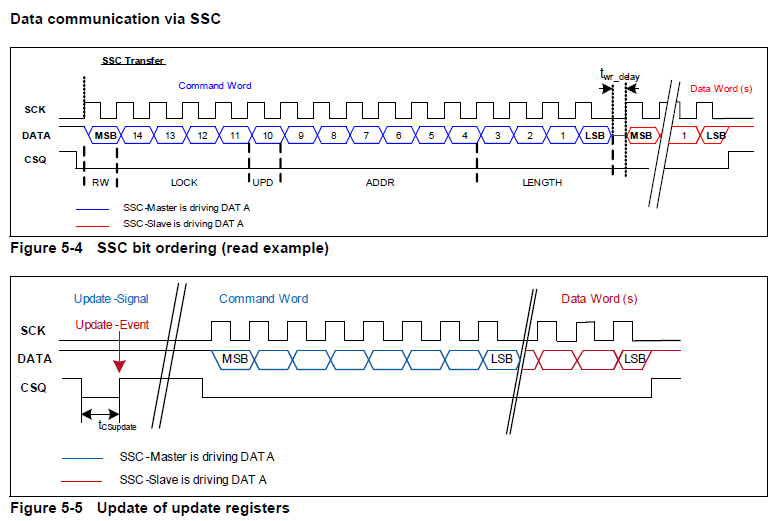 Data communication via SSC
SSC Transfer
Command Word
twr_delay
Data Word (s)
SCK
DATA
MSB 14 13 12 11 10 9 8 7 6 5 4 3 2 1 LSB MSB 1 LSB
CSQ
RW LOCK UPD ADDR LENGTH
SSC-Master is driving DAT A
SSC-Slave is driving DAT A
Figure 5-4 SSC bit ordering (read example)
Update -Signal
Command Word
Data Word (s)
Update -Event
SCK
DATA
MSB LSB LSB
CSQ
tCSupdate
SSC -Master is driving DAT A
SSC -Slave is driving DAT A
Figure 5-5 Update of update registers